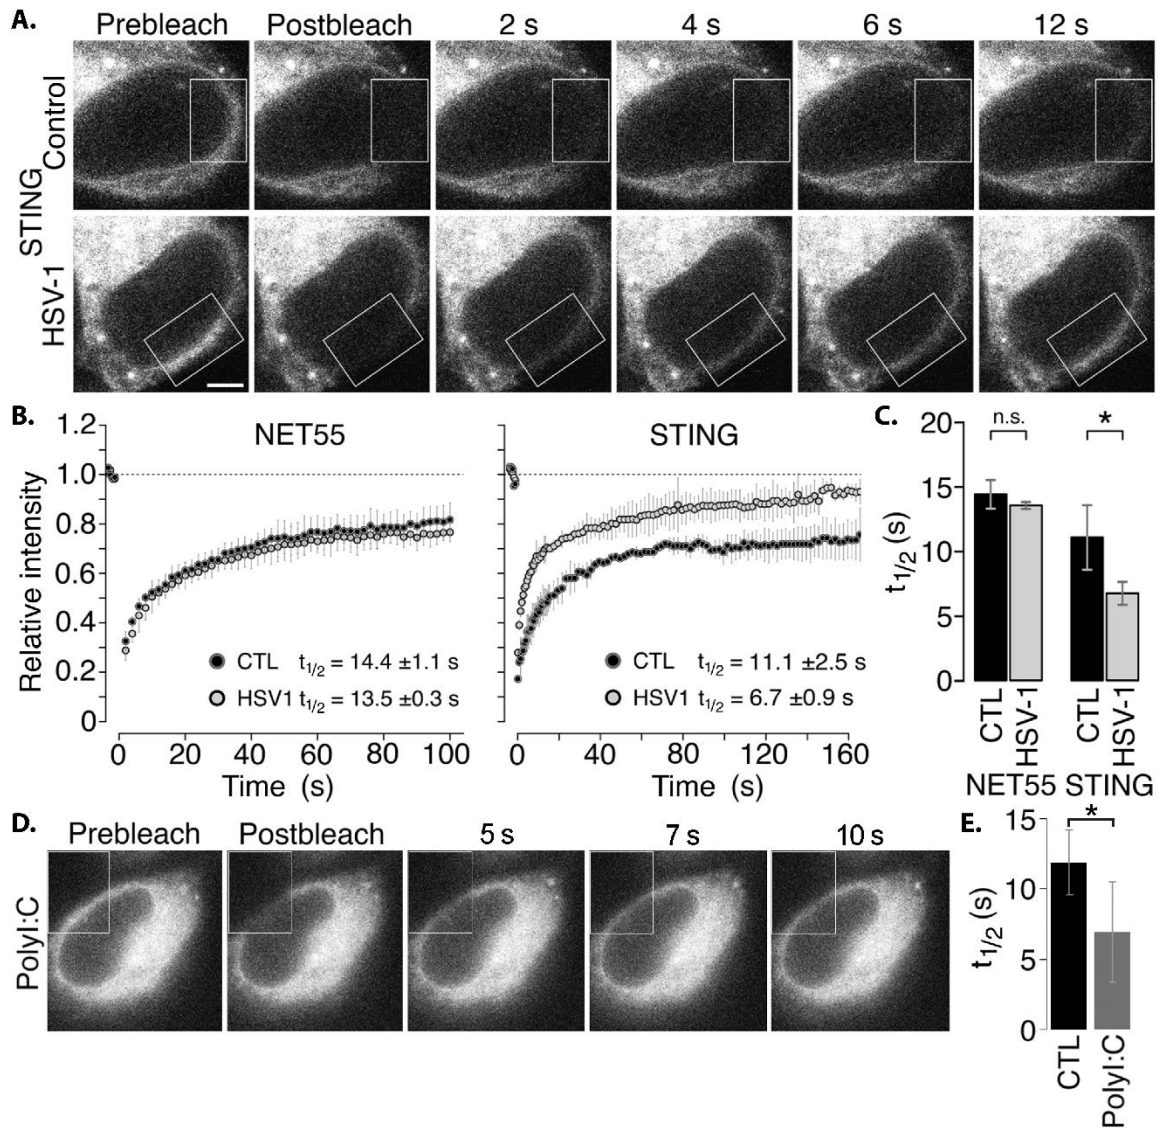 A.
Prebleach Postbleach 2 s 4 s 6 s 12 s
STING
Control
HSV-1
B.
NET55
1.2
1.0
0.8
0.6
0.4
0.2
0
Relative intensity
CTL t1/2 = 14.4 ±1.1 s
HSV1 t1/2 = 13.5 ±0.3 s
0 20 40 60 80 100
Time (s)
STING
CTL t1/2 = 11.1 ±2.5 s
HSV1 t1/2 = 6.7 ±0.9 s
0 40 80 120 160
Time (s)
C.
20
15
10
5
0
t1/2 (s)
n.s. *
CTL HSV-1 CTL HSV-1
NET55 STING
D.
Prebleach Postbleach 5 s 7 s 10 s
PolyI:C
E.
15
10
5
0
t1/2 (s)
*
CTL PolyI:C